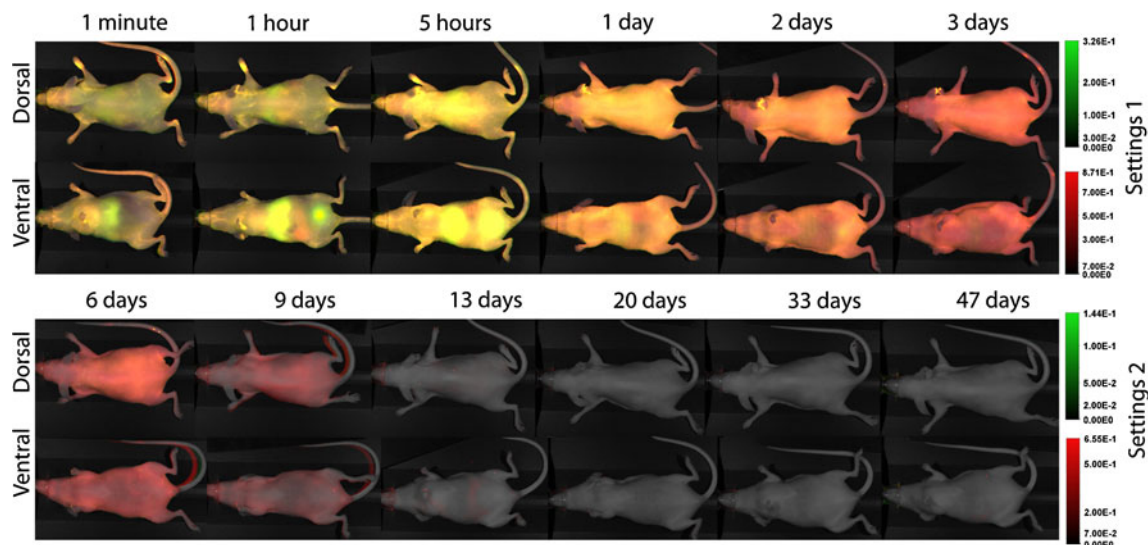 1 minute 1 hour 5 hours 1 day 2 days 3 days
Dorsal
Ventral
3.26E-1
2.00E-1
1.00E-1
3.00E-2
0.00E0
8.71E-1
7.00E-1
5.00E-1
3.00E-1
7.00E-2
0.00E0
Settings 1
6 days 9 days 13 days 20 days 33 days 47 days
Dorsal
Ventral
1.44E-1
1.00E-1
5.00E-2
2.00E-2
0.00E0
6.55E-1
5.00E-1
2.00E-1
7.00E-2
0.00E0
Settings 2